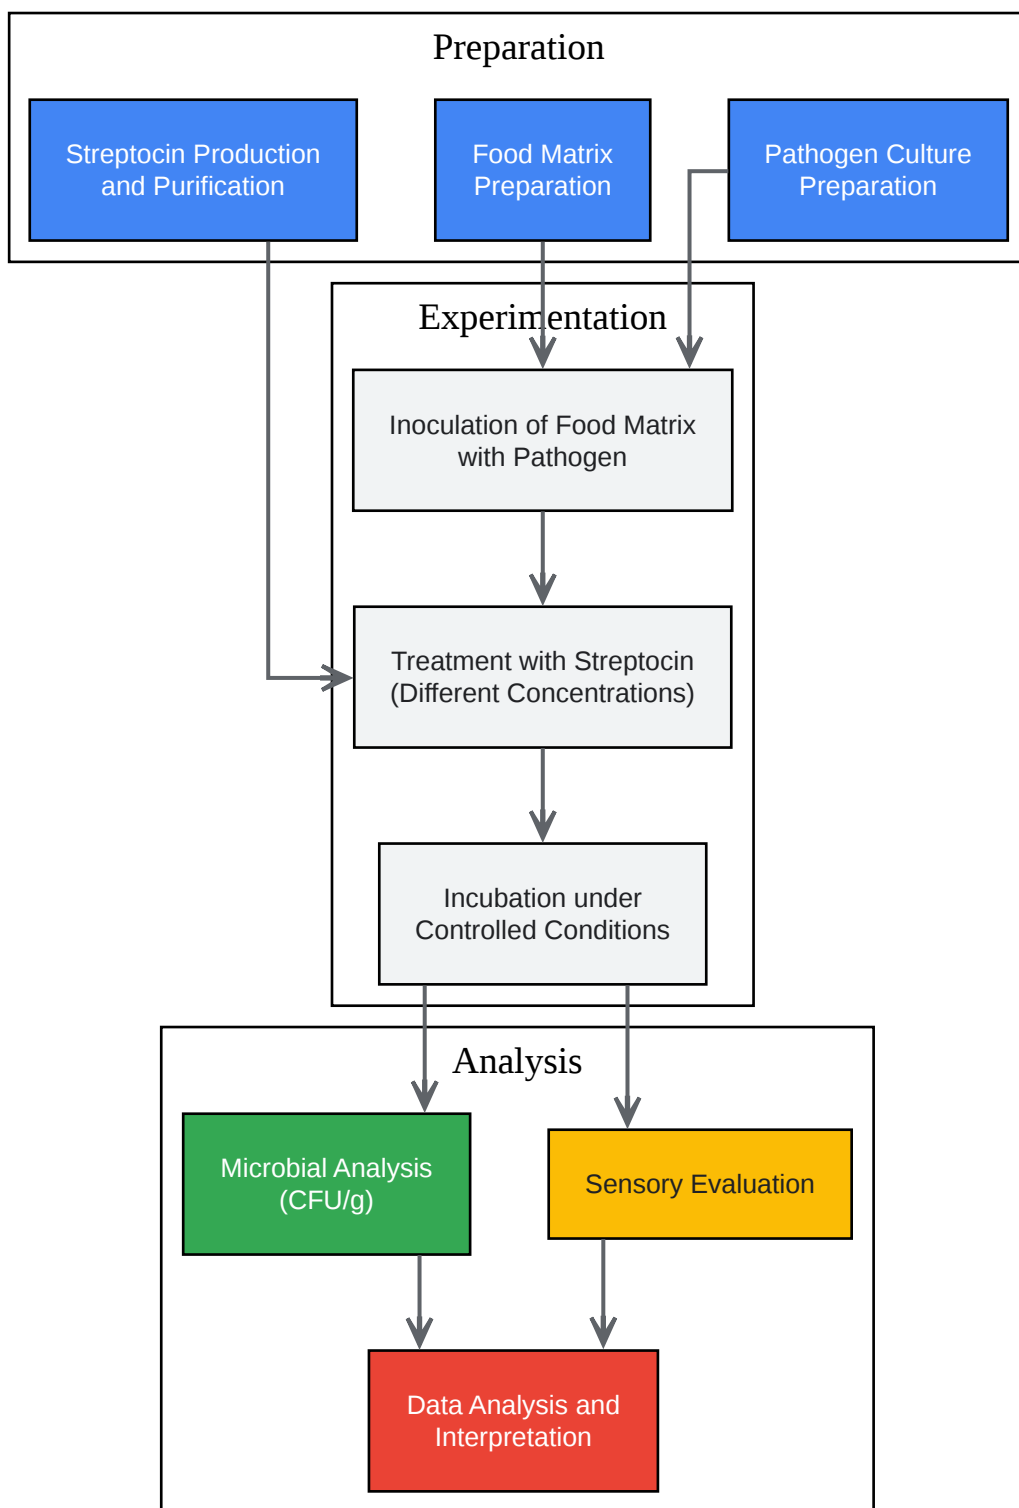 Preparation
Streptocin Production
and Purification
Food Matrix
Preparation
Pathogen Culture
Preparation
Experimentation
Inoculation of Food Matrix
with Pathogen
Treatment with Streptocin
(Different Concentrations)
Incubation under
Controlled Conditions
Analysis
Microbial Analysis
(CFU/g)
Sensory Evaluation
Data Analysis and
Interpretation